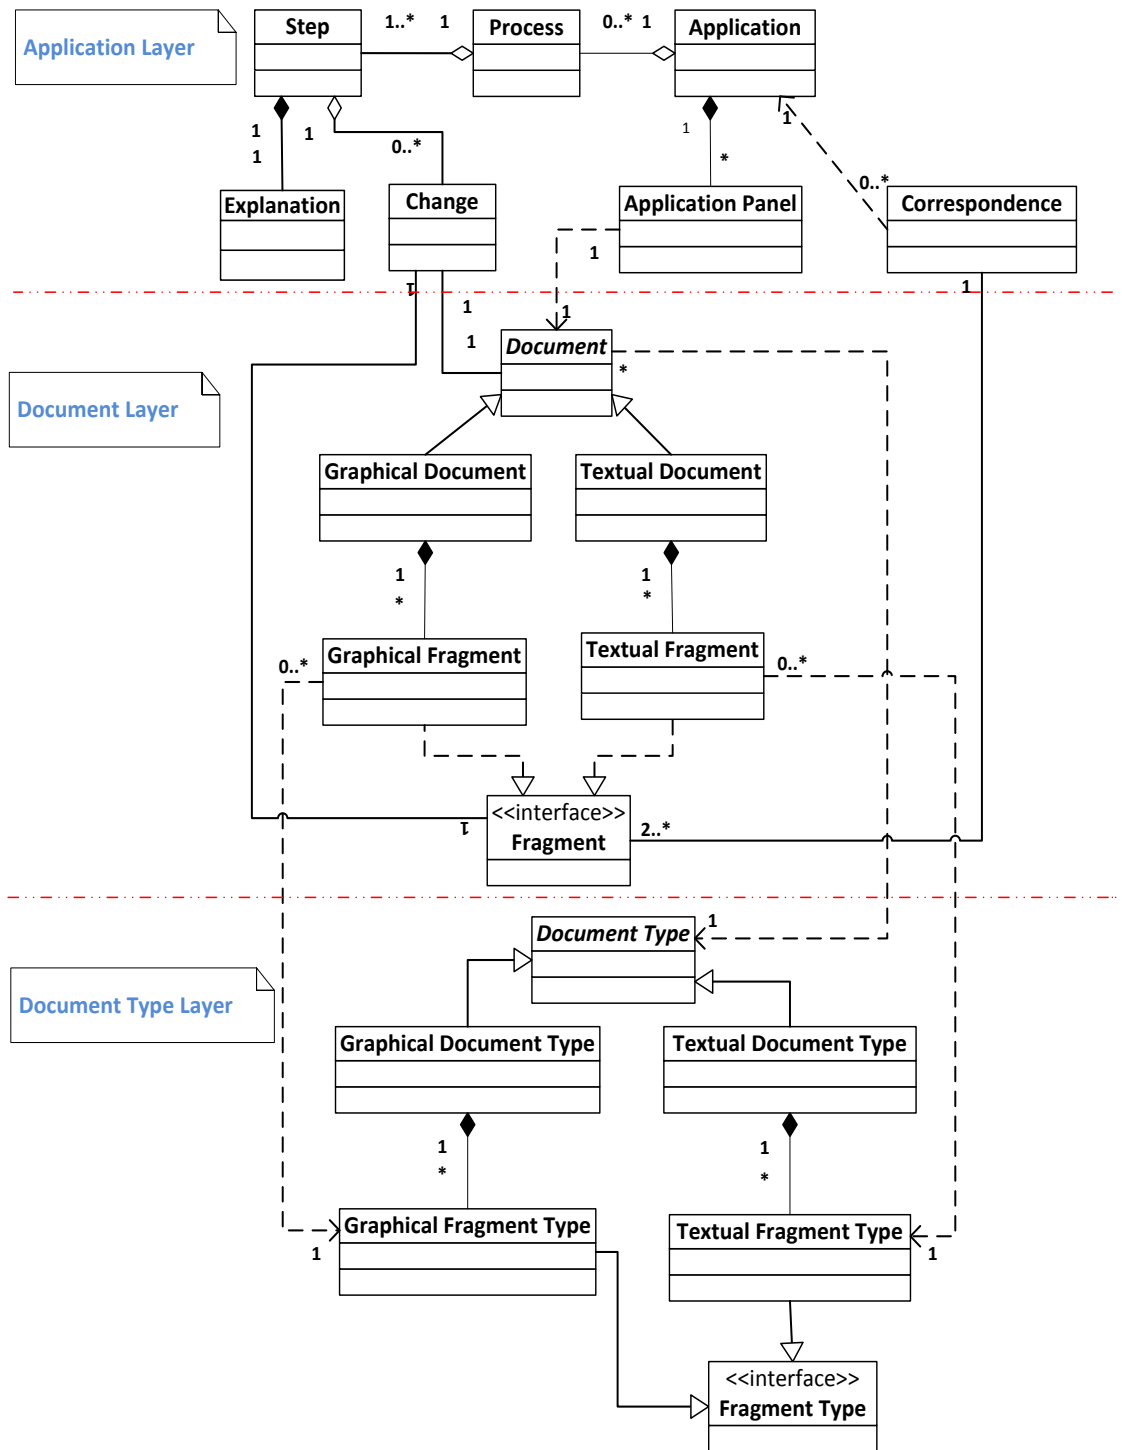 Application Layer
Step
1..*
1
Process
0..*
1
Application
1
1
1
0..*
1
*
1
0..*
Explanation
Change
Application Panel
Correspondence
1
1
1
1
1
1
Document
*
Document Layer
Graphical Document
Textual Document
1
*
1
*
Graphical Fragment
Textual Fragment
0..*
0..*
<<interface>>
Fragment
1
2..*
Document Type
1
Document Type Layer
Graphical Document Type
Textual Document Type
1
*
1
*
Graphical Fragment Type
Textual Fragment Type
1
1
<<interface>>
Fragment Type